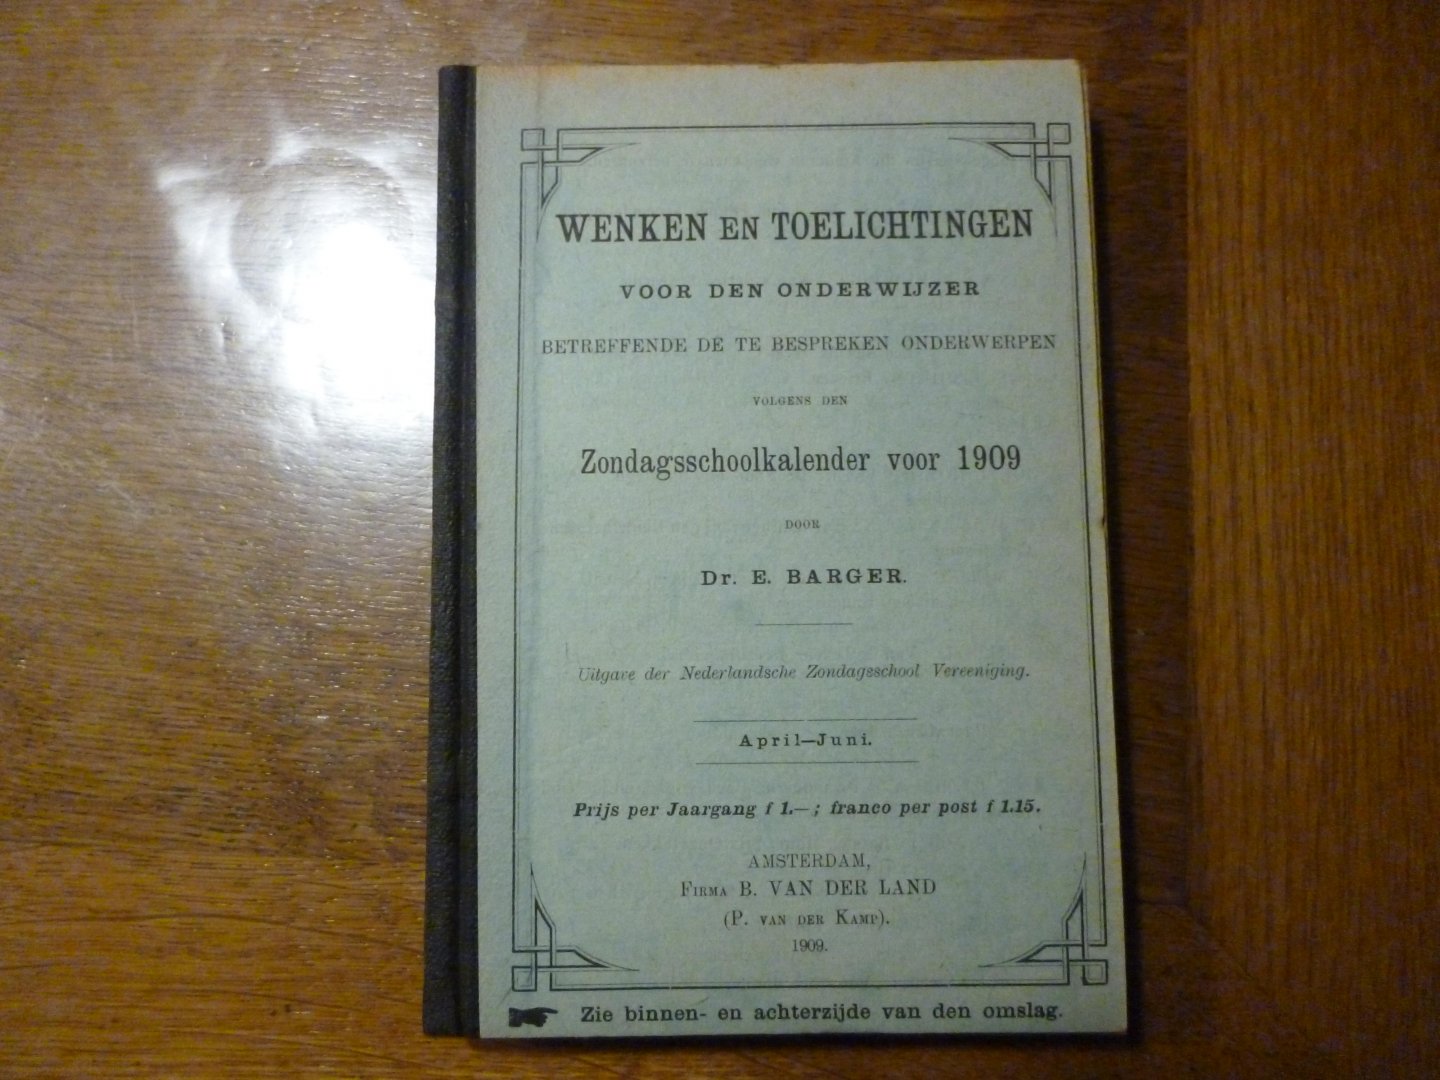 WENKEN EN TOELICHTINGEN
VOOR DEN ONDERWIJZER
BETREFFENDE DE TE BESPREKEN ONDERWERPEN
VOLGENS DEN
Zondagsschoolkalender voor 1909
DOOR
Dr. E. BARGER.
Uitgave der Nederlandsche Zondagsschool Vereeniging.
April—Juni.
Prijs per Jaargang f 1.—; franco per post f 1.15.
AMSTERDAM,
FIRMA B. VAN DER LAND
(P. VAN DER KAMP).
1909.
Zie binnen- en achterzijde van den omslag.